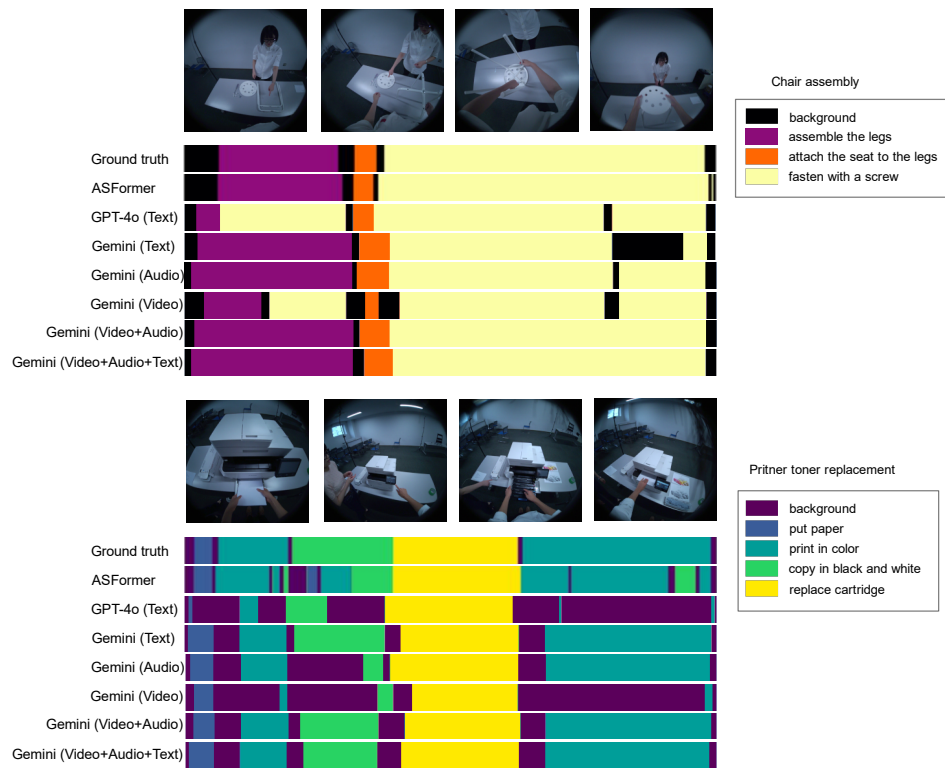 Chair assembly
background
assemble the legs
attach the seat to the legs
fasten with a screw
Ground truth
ASFormer
GPT-4o (Text)
Gemini (Text)
Gemini (Audio)
Gemini (Video)
Gemini (Video+Audio)
Gemini (Video+Audio+Text)
Pritner toner replacement
background
put paper
print in color
copy in black and white
replace cartridge
Ground truth
ASFormer
GPT-4o (Text)
Gemini (Text)
Gemini (Audio)
Gemini (Video)
Gemini (Video+Audio)
Gemini (Video+Audio+Text)